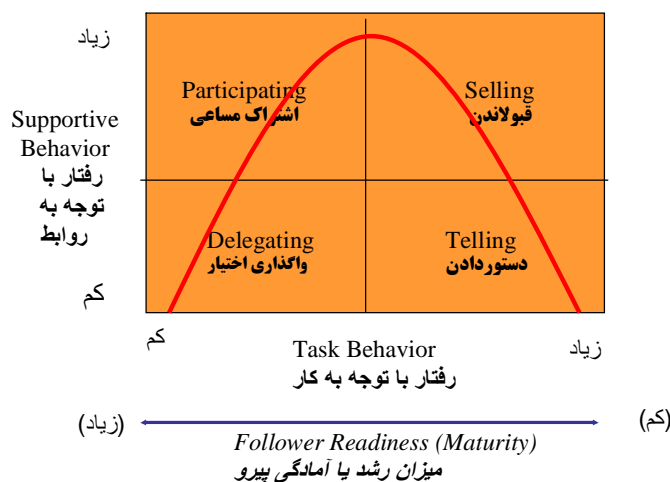 زیاد
Participating
اشتراک مساعی
Selling
قبولاندن
Supportive
Behavior
رفتار با
توجه به
روابط
Delegating
واگذاری اختیار
Telling
دستوردادن
کم
کم
Task Behavior
رفتار با توجه به کار
زیاد
(زیاد)
(کم)
Follower Readiness (Maturity)
میزان رشد یا آمادگی پیرو